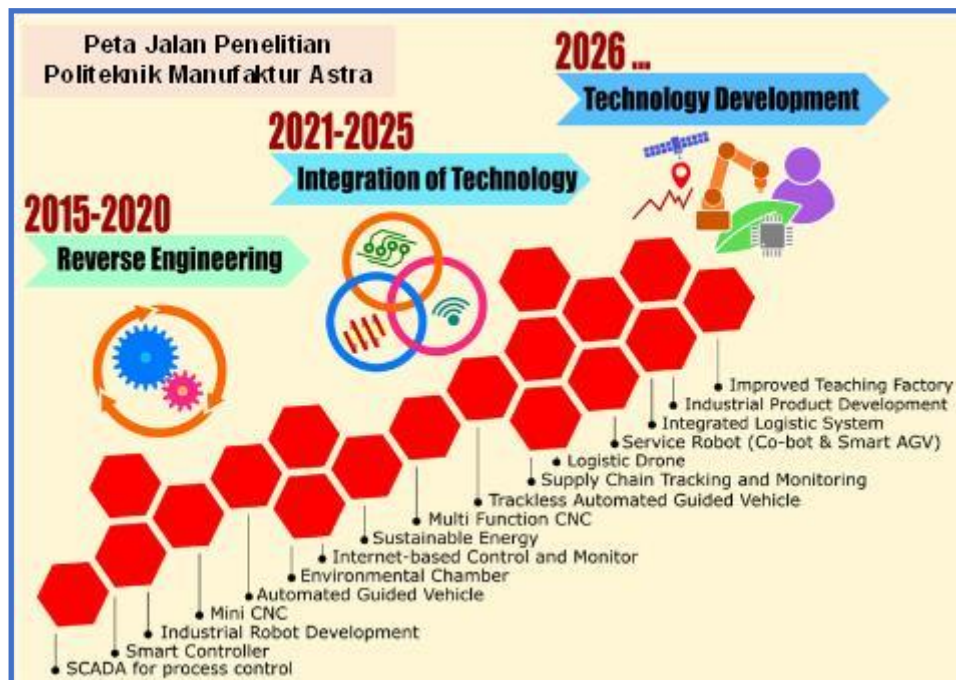 Peta Jalan Penelitian
Politeknik Manufaktur Astra
2026 ...
Technology Development
2021-2025
Integration of Technology
2015-2020
Reverse Engineering
Improved Teaching Factory
Industrial Product Development
Integrated Logistic System
Service Robot (Co-bot & Smart AGV)
Logistic Drone
Supply Chain Tracking and Monitoring
Trackless Automated Guided Vehicle
Multi Function CNC
Sustainable Energy
Internet-based Control and Monitor
Environmental Chamber
Automated Guided Vehicle
Mini CNC
Industrial Robot Development
Smart Controller
SCADA for process control